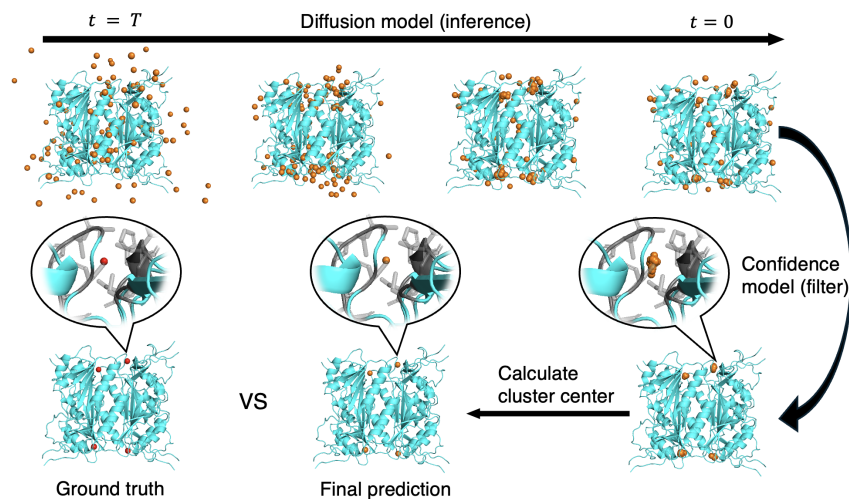 t = T
Diffusion model (inference)
t = 0
Confidence
model (filter)
Calculate
cluster center
VS
Ground truth
Final prediction